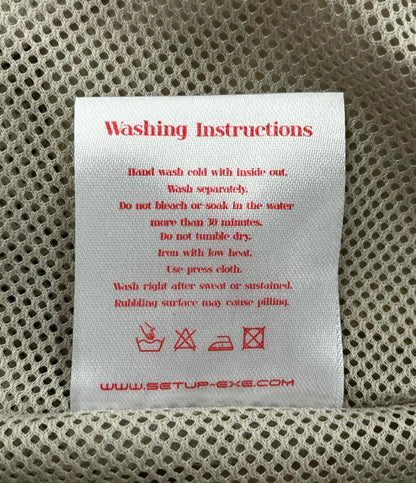 Washing Instructions
Hand wash cold with inside out.
Wash separately.
Do not bleach or soak in the water
more than 30 minutes.
Do not tumble dry.
Iron with low heat.
Use press cloth.
Wash right after sweat or sustained.
Rubbling surface may cause pilling.
WWW.SETUP-EXE.COM